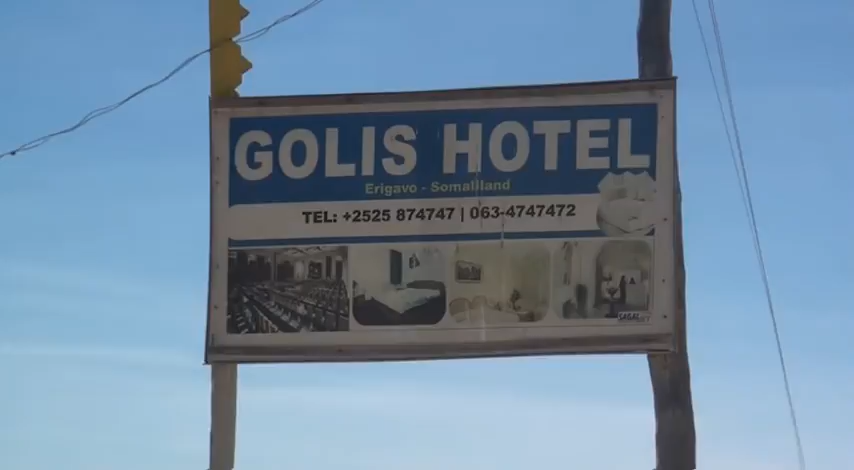 GOLIS HOTEL
Erigavo - Somaliland
TEL: +2525 874747 | 063-4747472